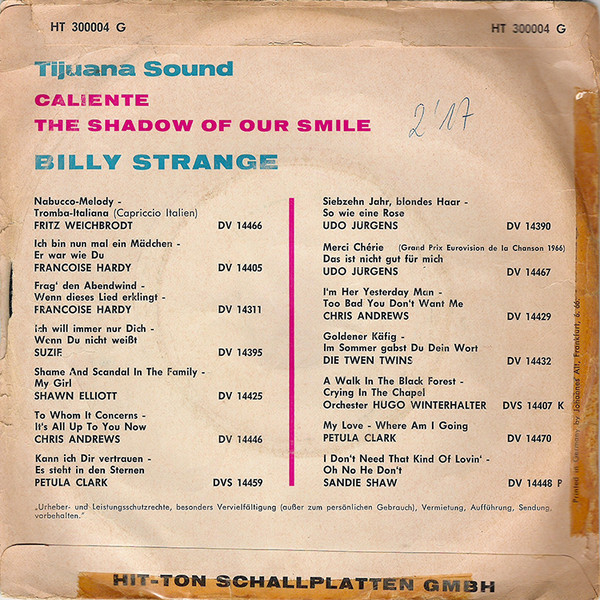 HT 300004 G
HT 300004 G
Tijuana Sound
CALIENTE
THE SHADOW OF OUR SMILE
2'17
BILLY STRANGE
Nabucco-Melody -
Tromba-Italiana (Capriccio Italien)
FRITZ WEICHBRODT DV 14466
Ich bin nun mal ein Mädchen -
Er war wie Du
FRANCOISE HARDY DV 14405
Frag' den Abendwind -
Wenn dieses Lied erklingt -
FRANCOISE HARDY DV 14311
Ich will immer nur Dich -
Wenn Du nicht weißt
SUZIE DV 14395
Shame And Scandal In The Family -
My Girl
SHAWN ELLIOTT DV 14425
To Whom It Concerns -
It's All Up To You Now
CHRIS ANDREWS DV 14446
Kann ich Dir vertrauen -
Es steht in den Sternen
PETULA CLARK DVS 14459
Siebzehn Jahr, blondes Haar -
So wie eine Rose
UDO JURGENS DV 14390
Merci Chérie (Grand Prix Eurovision de la Chanson 1966)
Das ist nicht gut für mich
UDO JURGENS DV 14467
I'm Her Yesterday Man -
Too Bad You Don't Want Me
CHRIS ANDREWS DV 14429
Goldener Käfig -
Im Sommer gabst Du Dein Wort
DIE TWEN TWINS DV 14432
A Walk In The Black Forest -
Crying In The Chapel
Orchester HUGO WINTERHALTER DVS 14407 K
My Love - Where Am I Going
PETULA CLARK DV 14470
I Don't Need That Kind Of Lovin' -
Oh No He Don't
SANDIE SHAW DV 14448 P
„Urheber- und Leistungsschutzrechte, besonders Vervielfältigung (außer zum persönlichen Gebrauch), Vermietung, Aufführung, Sendung,
vorbehalten."
Printed in Germany by Johannes Alt, Frankfurt, 6. 66.
HIT-TON SCHALLPLATTEN GMBH